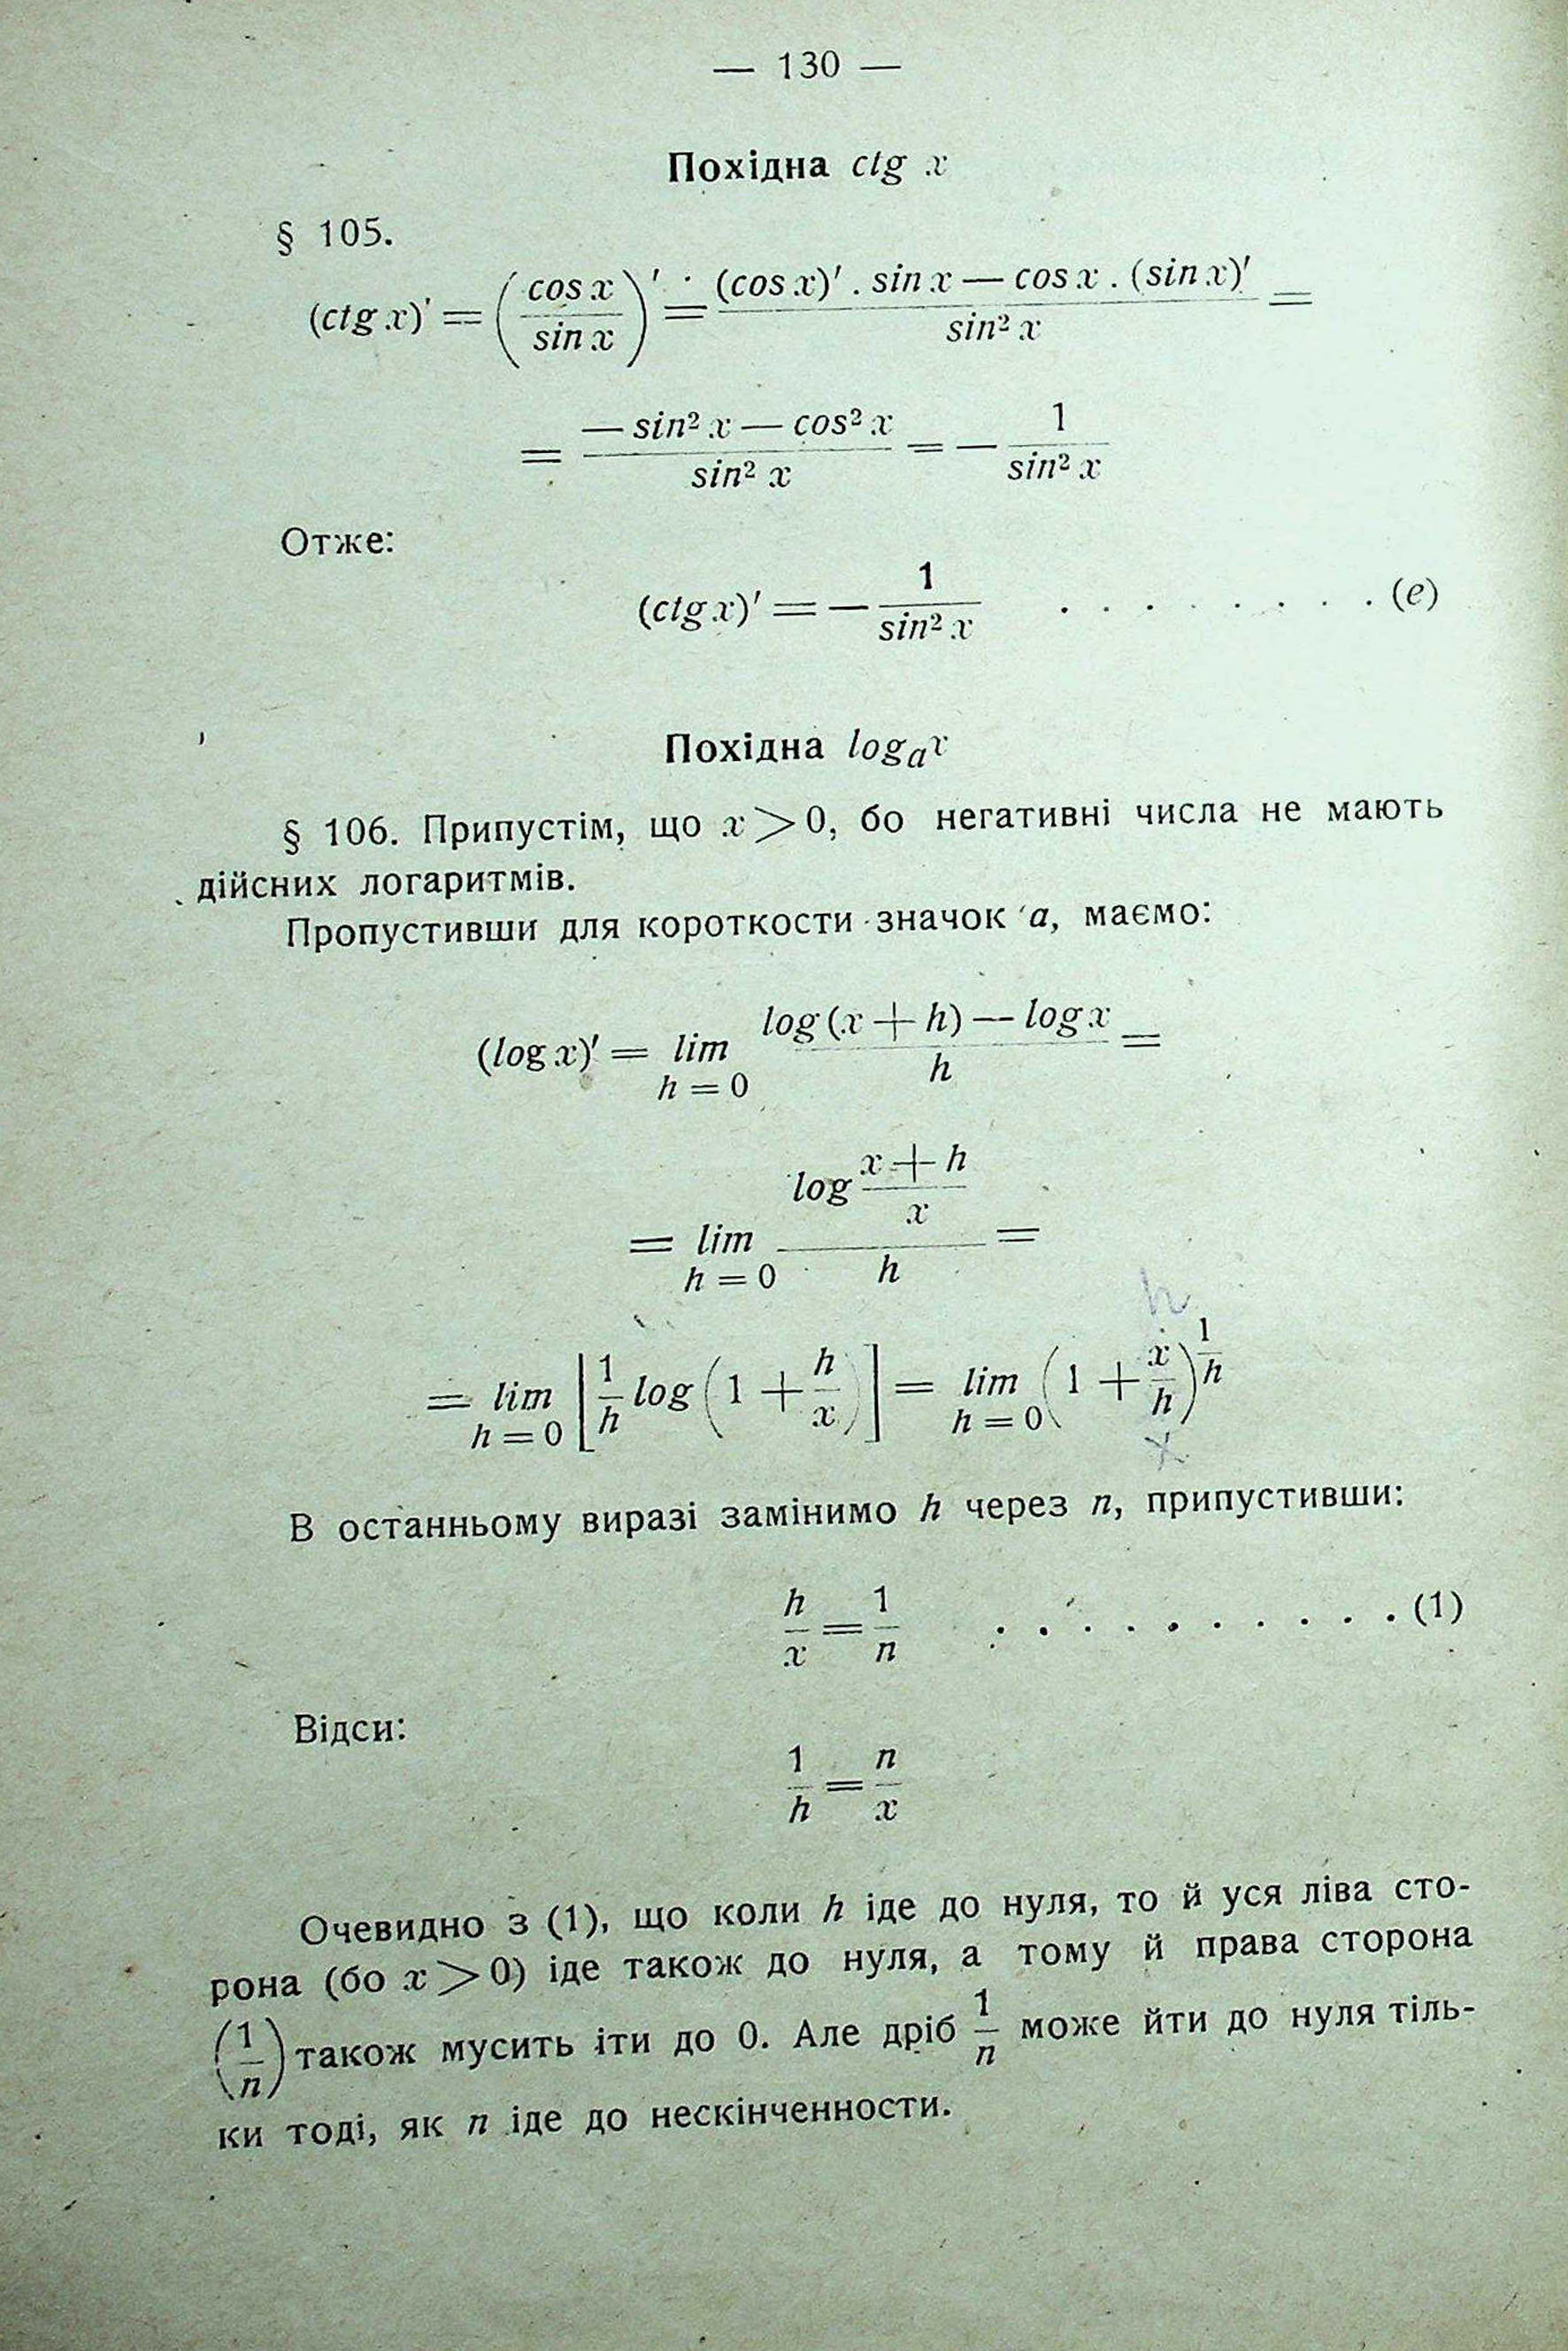 — 130 —
Похідна ctg x
§ 105.
(ctg x)' = (cos x / sin x)' = ((cos x)' . sin x — cos x . (sin x)') / sin² x =
= (— sin² x — cos² x) / sin² x = — 1 / sin² x
Отже:
(ctg x)' = — 1 / sin² x . . . . . . . . (е)
Похідна logₐx
§ 106. Припустім, що x > 0, бо негативні числа не мають
дійсних логаритмів.
Пропустивши для короткости значок a, маємо:
(log x)' = lim (log (x + h) — log x) / h =
h = 0
= lim (log (x + h) / x) / h =
h = 0
= lim [1/h log (1 + h/x)] = lim (1 + x/h)^(1/h)
h = 0 h = 0
h
x
В останньому виразі замінимо h через n, припустивши:
h/x = 1/n . . . . . . . . . . (1)
Відси:
1/h = n/x
Очевидно з (1), що коли h іде до нуля, то й уся ліва сто-
рона (бо x > 0) іде також до нуля, а тому й права сторона
(1/n) також мусить іти до 0. Але дріб 1/n може йти до нуля тіль-
ки тоді, як n іде до нескінченности.